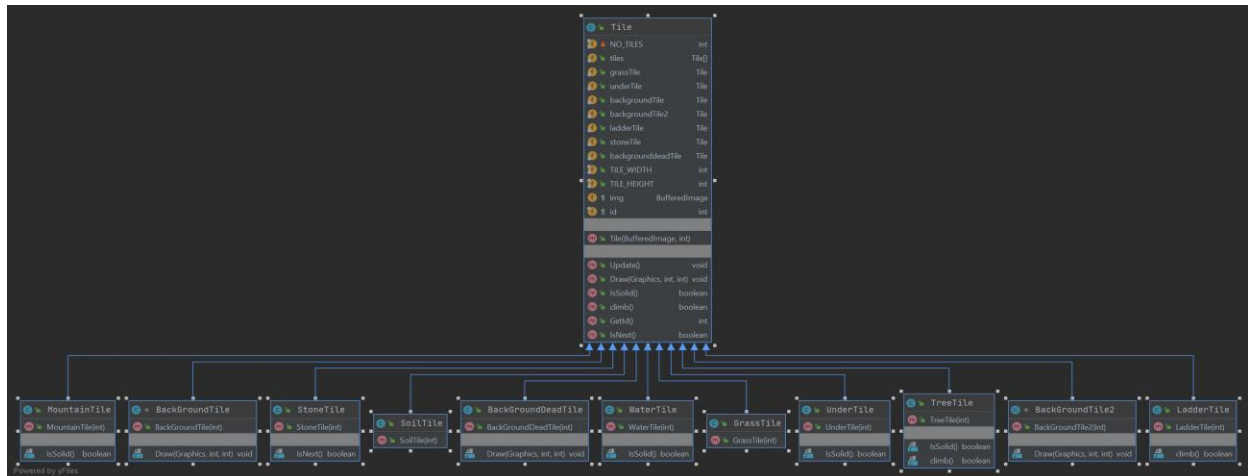 Tile
NO_TILES int
tiles Tile[]
grassTile Tile
underTile Tile
backgroundTile Tile
backgroundTile2 Tile
ladderTile Tile
stoneTile Tile
backgrounddeadTile Tile
TILE_WIDTH int
TILE_HEIGHT int
img BufferedImage
id int
Tile(BufferedImage, int)
Update() void
Draw(Graphics, int, int) void
IsSolid() boolean
climb() boolean
GetId() int
IsNext() boolean
MountainTile
MountainTile(int)
IsSolid() boolean
BackGroundTile
BackGroundTile(int)
Draw(Graphics, int, int) void
StoneTile
StoneTile(int)
IsNext() boolean
SoilTile
SoilTile(int)
BackGroundDeadTile
BackGroundDeadTile(int)
Draw(Graphics, int, int) void
WaterTile
WaterTile(int)
IsSolid() boolean
GrassTile
GrassTile(int)
UnderTile
UnderTile(int)
IsSolid() boolean
TreeTile
TreeTile(int)
IsSolid() boolean
climb() boolean
BackGroundTile2
BackGroundTile2(int)
Draw(Graphics, int, int) void
LadderTile
LadderTile(int)
climb() boolean
Powered by yFiles